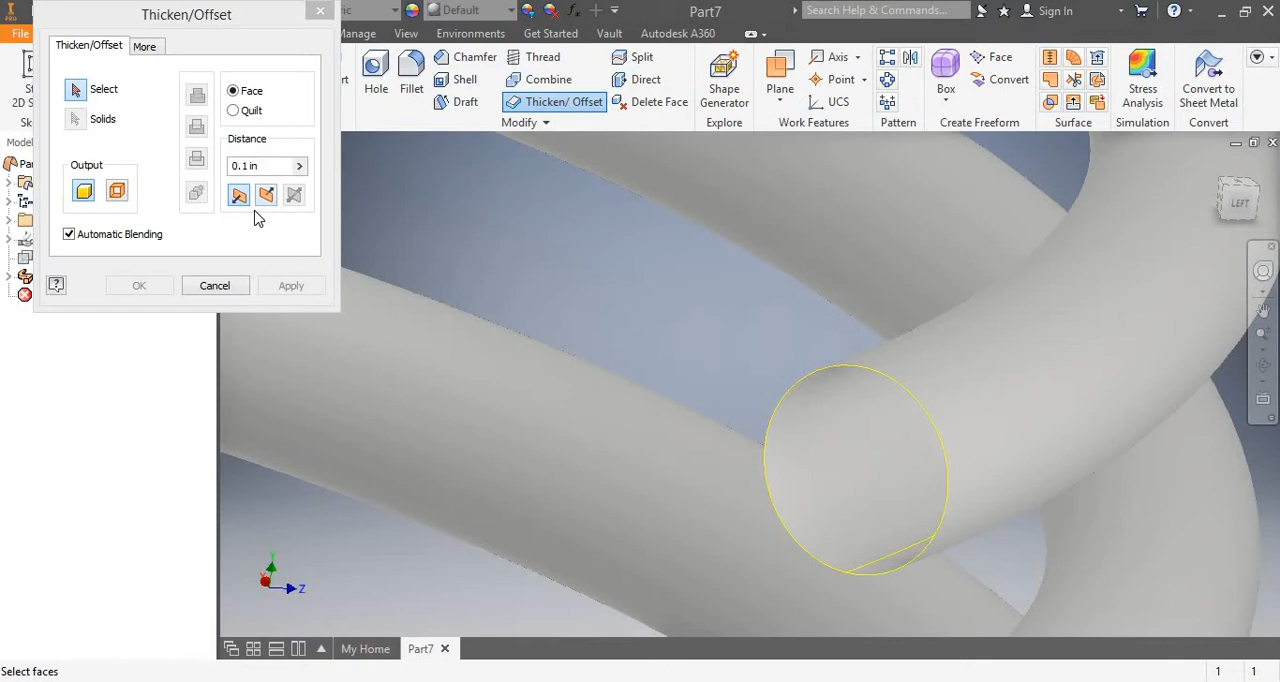 Thicken/Offset
Default
Part7
Search Help & Commands...
Sign In
File
Manage
View
Environments
Get Started
Vault
Autodesk A360
Thicken/Offset
More
Select
Solids
Face
Quilt
Distance
0.1 in
Output
Automatic Blending
OK
Cancel
Apply
2D S
Hole
Fillet
Chamfer
Shell
Draft
Thread
Combine
Thicken/ Offset
Split
Direct
Delete Face
Modify
Shape
Generator
Explore
Plane
Axis
Point
UCS
Work Features
Pattern
Box
Face
Convert
Create Freeform
Surface
Stress
Analysis
Simulation
Convert to
Sheet Metal
Convert
LEFT
Y
Z
My Home
Part7
Select faces
1
1